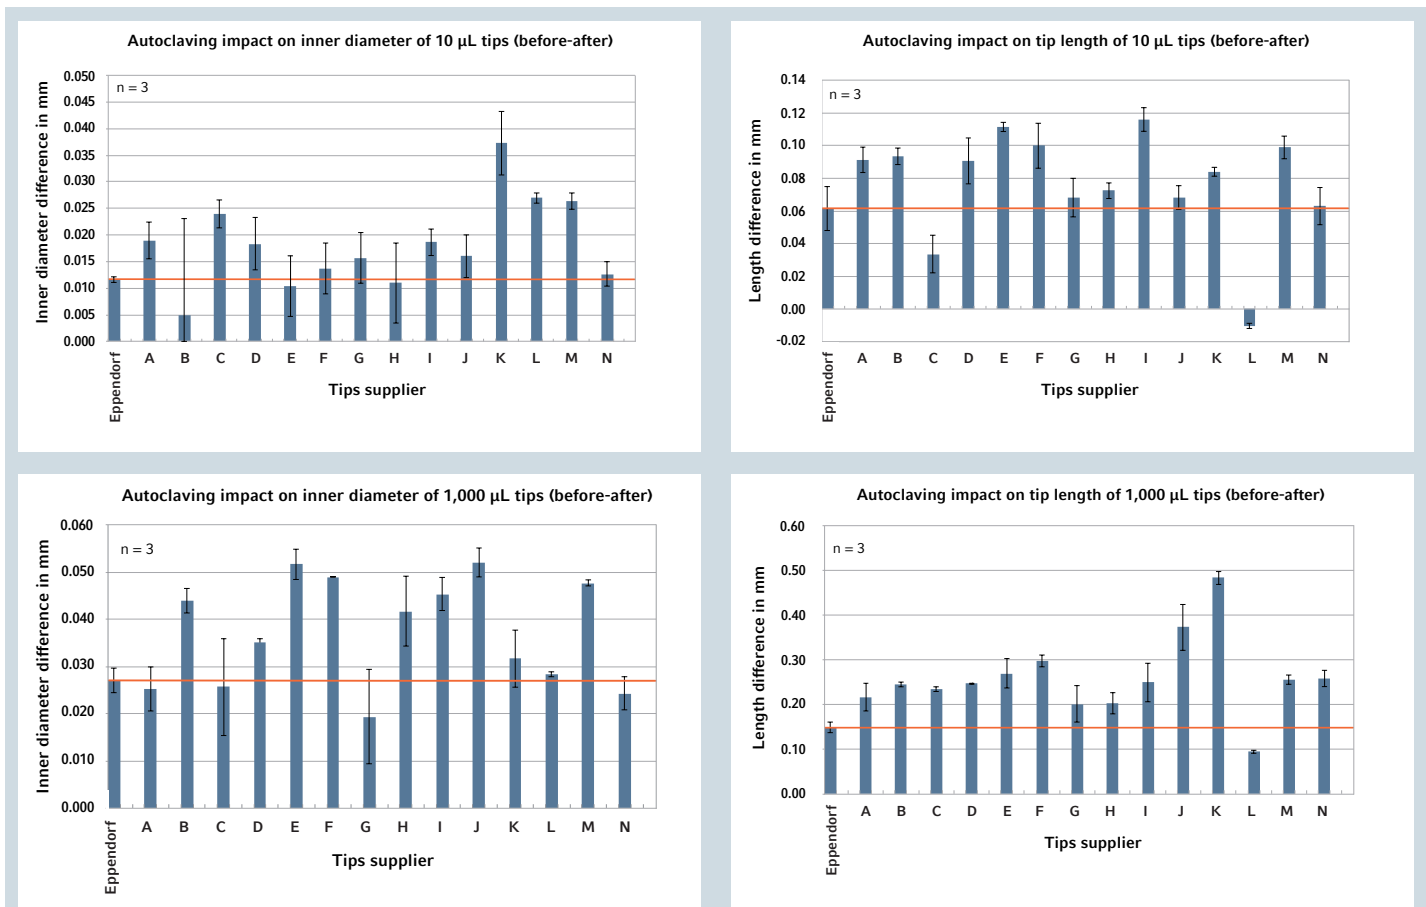 Autoclaving impact on inner diameter of 10 µL tips (before-after)
Inner diameter difference in mm
0.050
0.045
0.040
0.035
0.030
0.025
0.020
0.015
0.010
0.005
0.000
n = 3
Eppendorf A B C D E F G H I J K L M N
Tips supplier
Autoclaving impact on tip length of 10 µL tips (before-after)
Length difference in mm
0.14
0.12
0.10
0.08
0.06
0.04
0.02
0.00
-0.02
n = 3
Eppendorf A B C D E F G H I J K L M N
Tips supplier
Autoclaving impact on inner diameter of 1,000 µL tips (before-after)
Inner diameter difference in mm
0.060
0.050
0.040
0.030
0.020
0.010
0.000
n = 3
Eppendorf A B C D E F G H I J K L M N
Tips supplier
Autoclaving impact on tip length of 1,000 µL tips (before-after)
Length difference in mm
0.60
0.50
0.40
0.30
0.20
0.10
0.00
n = 3
Eppendorf A B C D E F G H I J K L M N
Tips supplier